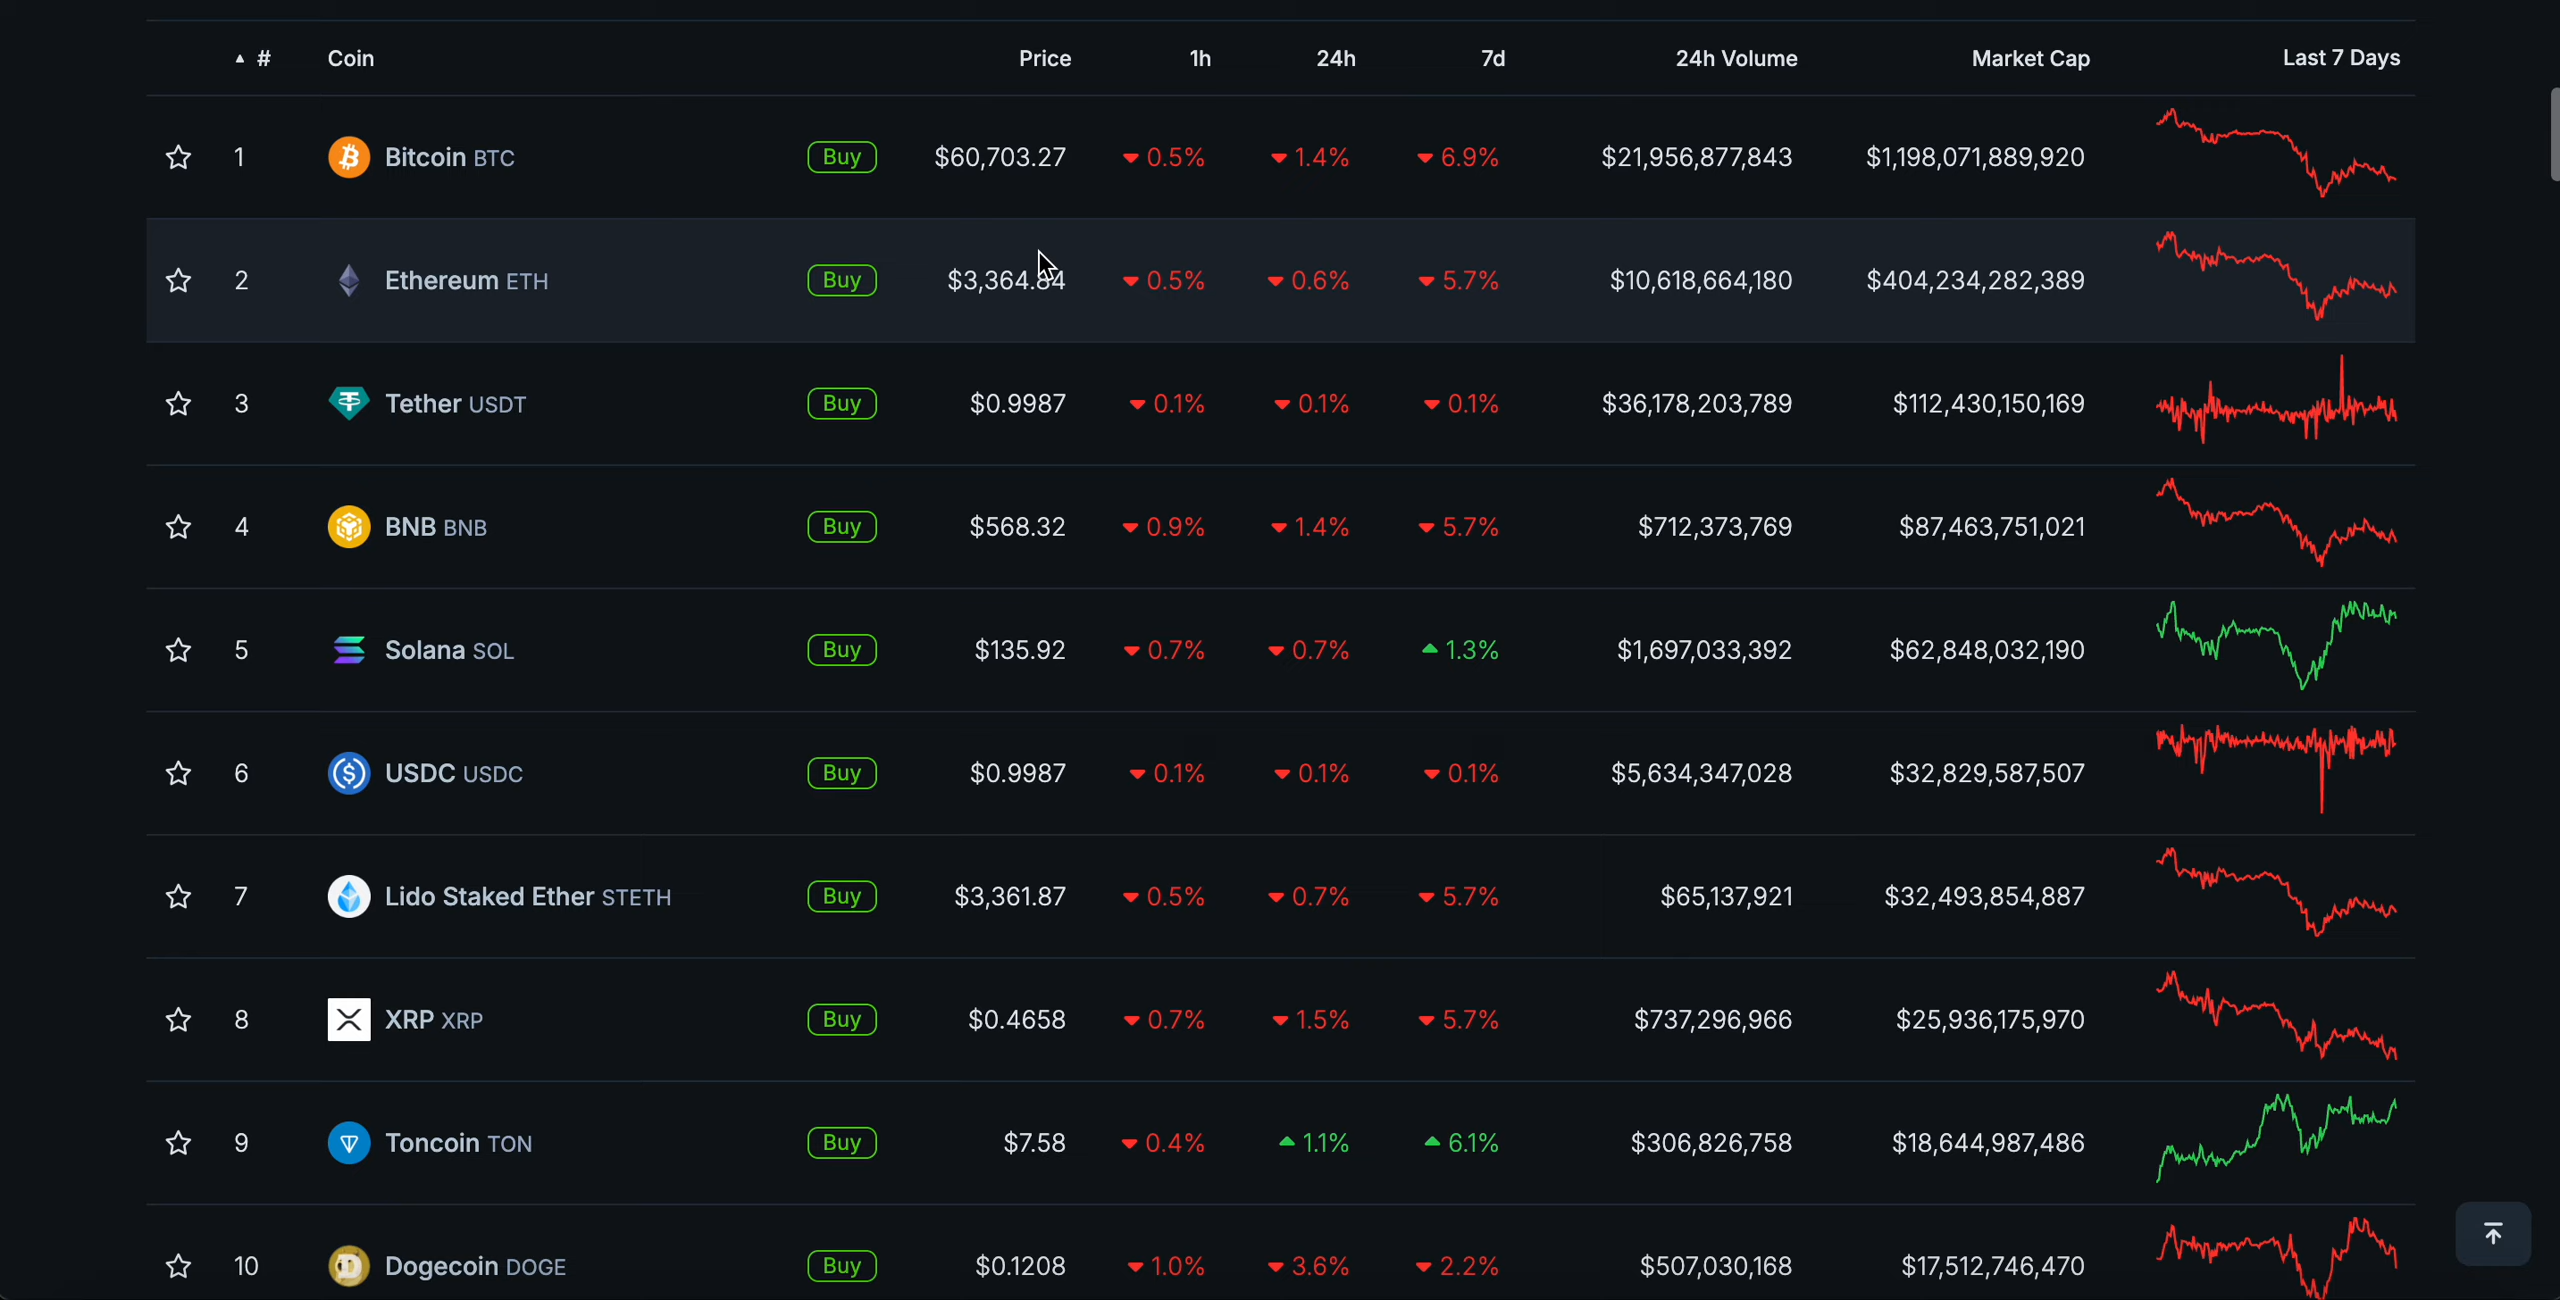 ▲ # Coin Price 1h 24h 7d 24h Volume Market Cap Last 7 Days
1 Bitcoin BTC Buy $60,703.27 ▼ 0.5% ▼ 1.4% ▼ 6.9% $21,956,877,843 $1,198,071,889,920
2 Ethereum ETH Buy $3,364.84 ▼ 0.5% ▼ 0.6% ▼ 5.7% $10,618,664,180 $404,234,282,389
3 Tether USDT Buy $0.9987 ▼ 0.1% ▼ 0.1% ▼ 0.1% $36,178,203,789 $112,430,150,169
4 BNB BNB Buy $568.32 ▼ 0.9% ▼ 1.4% ▼ 5.7% $712,373,769 $87,463,751,021
5 Solana SOL Buy $135.92 ▼ 0.7% ▼ 0.7% ▲ 1.3% $1,697,033,392 $62,848,032,190
6 USDC USDC Buy $0.9987 ▼ 0.1% ▼ 0.1% ▼ 0.1% $5,634,347,028 $32,829,587,507
7 Lido Staked Ether STETH Buy $3,361.87 ▼ 0.5% ▼ 0.7% ▼ 5.7% $65,137,921 $32,493,854,887
8 XRP XRP Buy $0.4658 ▼ 0.7% ▼ 1.5% ▼ 5.7% $737,296,966 $25,936,175,970
9 Toncoin TON Buy $7.58 ▼ 0.4% ▲ 1.1% ▲ 6.1% $306,826,758 $18,644,987,486
10 Dogecoin DOGE Buy $0.1208 ▼ 1.0% ▼ 3.6% ▼ 2.2% $507,030,168 $17,512,746,470